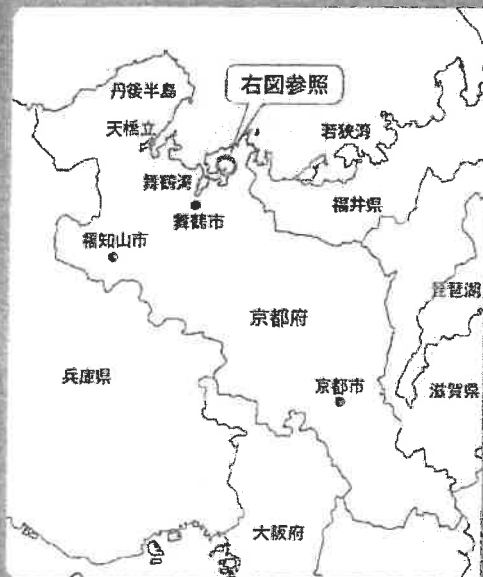 丹後半島
右図参照
天橋立
若狭湾
舞鶴湾
福井県
舞鶴市
福知山市
琵琶湖
京都府
兵庫県
京都市
滋賀県
大阪府